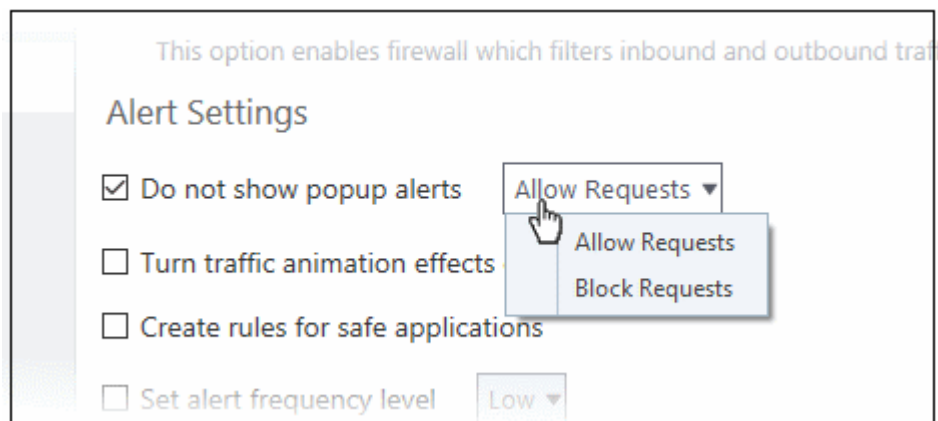 This option enables firewall which filters inbound and outbound
Alert Settings
Do not show popup alerts
Allow Requests
Allow Requests
Turn traffic animation effects
Block Requests
Create rules for safe applications
Set alert frequency level
Low